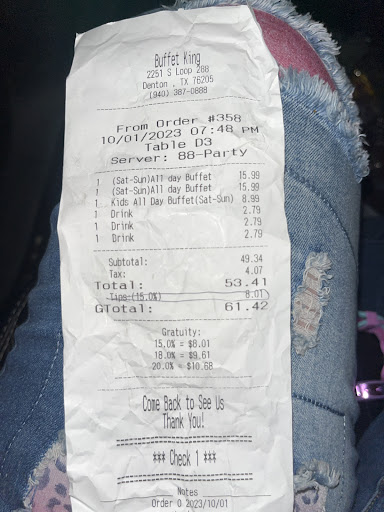 Buffet King
2251 S Loop 288
Denton , TX 76205
(940) 387-0888
From Order #358
10/01/2023 07:48 PM
Table D3
Server: 88-Party
1 (Sat-Sun)All day Buffet 15.99
1 (Sat-Sun)All day Buffet 15.99
1 Kids All Day Buffet(Sat-Sun) 8.99
1 Drink 2.79
1 Drink 2.79
1 Drink 2.79
Subtotal: 49.34
Tax: 4.07
Total: 53.41
Tips (15.0%) 8.01
GTotal: 61.42
Gratuity:
15.0% = $8.01
18.0% = $9.61
20.0% = $10.68
Come Back to See Us
Thank You!
*** Check 1 ***
Notes
Order 0 2023/10/01